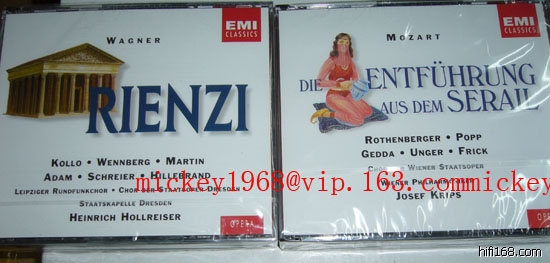 EMI
CLASSICS
WAGNER
RIENZI
KOLLO • WENNBERG • MARTIN
ADAM • SCHREIER • HILLEBRAND
LEIPZIGER RUNDFUNKCHOR • CHOR DER STAATSOPER DRESDEN
STAATSKAPELLE DRESDEN
HEINRICH HOLLREISER
OPERA
EMI
CLASSICS
MOZART
DIE ENTFÜHRUNG
AUS DEM SERAIL
ROTHENBERGER • POPP
GEDDA • UNGER • FRICK
WIENER STAATSOPER
WIENER PHILHARMONIKER
JOSEF KRIPS
mickey1968@vip.163.commickey
hifi168.com